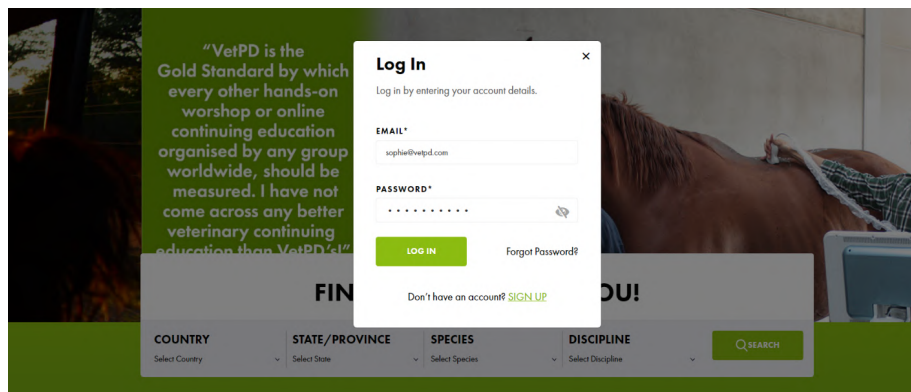 “VetPD is the
Gold Standard by which
every other hands-on
worshop or online
continuing education
organised by any group
worldwide, should be
measured. I have not
come across any better
veterinary continuing
education than VetPD’s!”
Log In
×
Log in by entering your account details.
EMAIL*
sophie@vetpd.com
PASSWORD*
••••••••••
LOG IN
Forgot Password?
Don’t have an account? SIGN UP
FIN
OU!
COUNTRY
STATE/PROVINCE
SPECIES
DISCIPLINE
Select Country
Select State
Select Species
Select Discipline
SEARCH